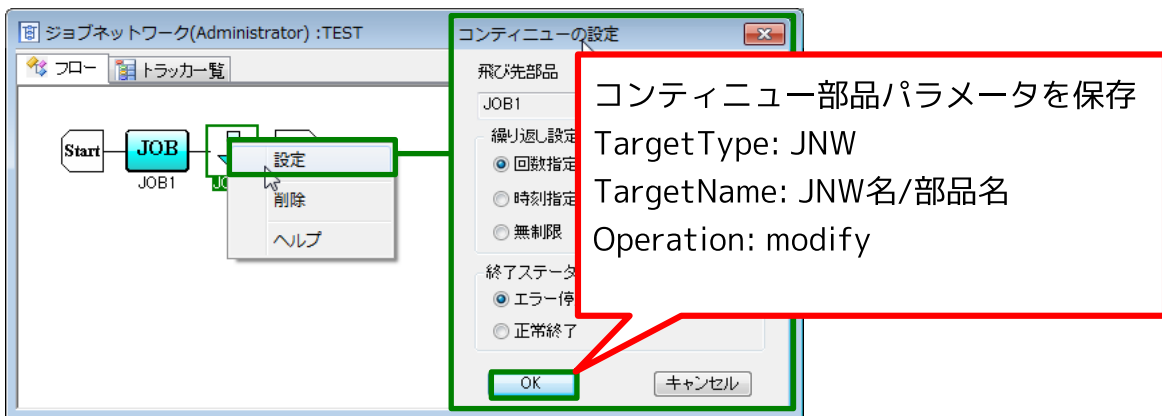 ジョブネットワーク(Administrator) :TEST
フロー
トラッカ一覧
Start
JOB
JOB1
設定
削除
ヘルプ
コンティニューの設定
飛び先部品
JOB1
繰り返し設定
回数指定
時刻指定
無制限
終了ステータ
エラー停
正常終了
OK
キャンセル
コンティニュー部品パラメータを保存
TargetType: JNW
TargetName: JNW名/部品名
Operation: modify